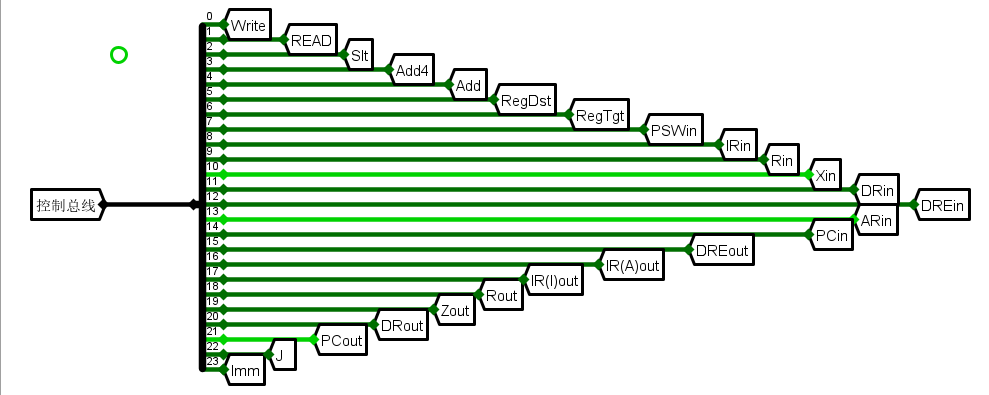 0
Write
1
READ
2
Slt
3
Add4
4
Add
5
RegDst
6
RegTgt
7
PSWin
8
IRin
9
Rin
10
Xin
11
DRin
12
控制总线
DREin
13
ARin
14
PCin
15
DREout
16
IR(A)out
17
IR(I)out
18
Rout
19
Zout
20
DRout
21
PCout
22
J
23
Imm